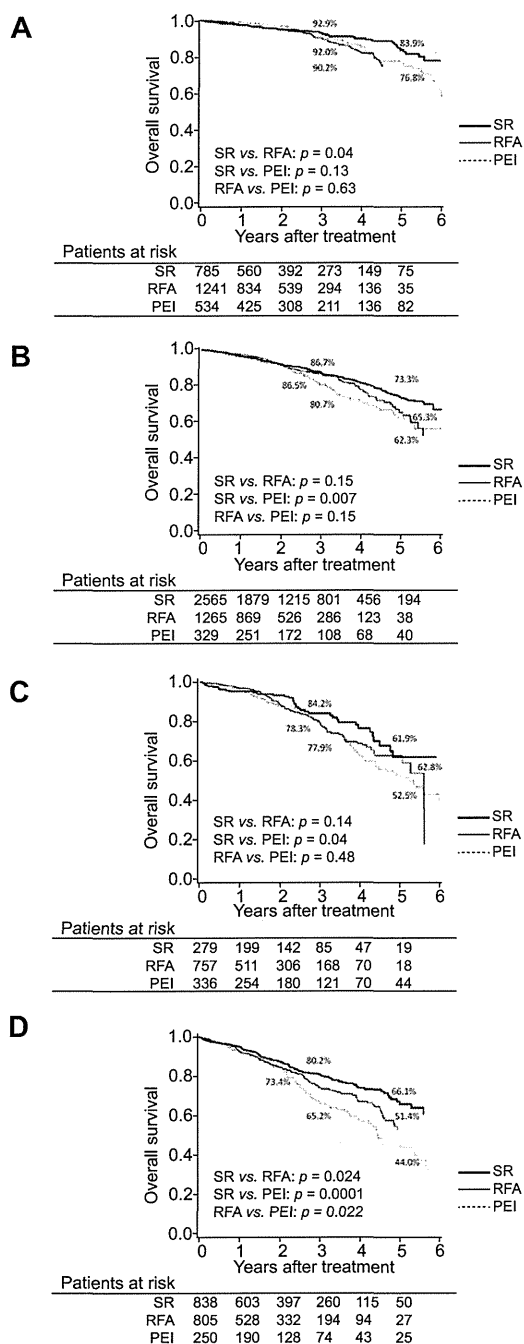 A
Overall survival
1.0
0.8
0.6
0.4
0.2
0.0
92.9%
83.9%
92.0%
90.2%
76.8%
SR vs. RFA: p = 0.04
SR vs. PEI: p = 0.13
RFA vs. PEI: p = 0.63
SR
RFA
PEI
0 1 2 3 4 5 6
Years after treatment
Patients at risk
SR 785 560 392 273 149 75
RFA 1241 834 539 294 136 35
PEI 534 425 308 211 136 82
B
Overall survival
1.0
0.8
0.6
0.4
0.2
0.0
86.7%
73.3%
86.5%
80.7%
65.3%
62.3%
SR vs. RFA: p = 0.15
SR vs. PEI: p = 0.007
RFA vs. PEI: p = 0.15
SR
RFA
PEI
0 1 2 3 4 5 6
Years after treatment
Patients at risk
SR 2565 1879 1215 801 456 194
RFA 1265 869 526 286 123 38
PEI 329 251 172 108 68 40
C
Overall survival
1.0
0.8
0.6
0.4
0.2
0.0
84.2%
61.9%
78.3%
77.9%
62.8%
52.5%
SR vs. RFA: p = 0.14
SR vs. PEI: p = 0.04
RFA vs. PEI: p = 0.48
SR
RFA
PEI
0 1 2 3 4 5 6
Years after treatment
Patients at risk
SR 279 199 142 85 47 19
RFA 757 511 306 168 70 18
PEI 336 254 180 121 70 44
D
Overall survival
1.0
0.8
0.6
0.4
0.2
0.0
80.2%
66.1%
73.4%
65.2%
51.4%
44.0%
SR vs. RFA: p = 0.024
SR vs. PEI: p = 0.0001
RFA vs. PEI: p = 0.022
SR
RFA
PEI
0 1 2 3 4 5 6
Years after treatment
Patients at risk
SR 838 603 397 260 115 50
RFA 805 528 332 194 94 27
PEI 250 190 128 74 43 25